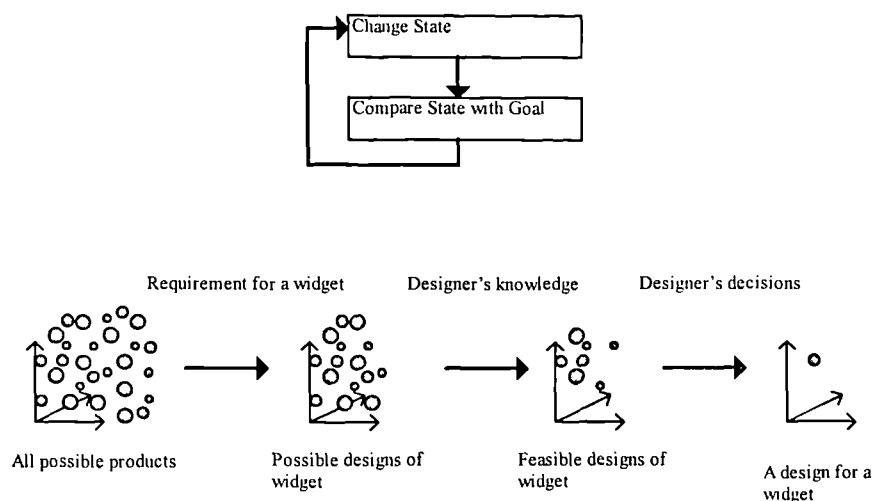 Change State
Compare State with Goal
Requirement for a widget
Designer's knowledge
Designer's decisions
All possible products
Possible designs of
widget
Feasible designs of
widget
A design for a
widget